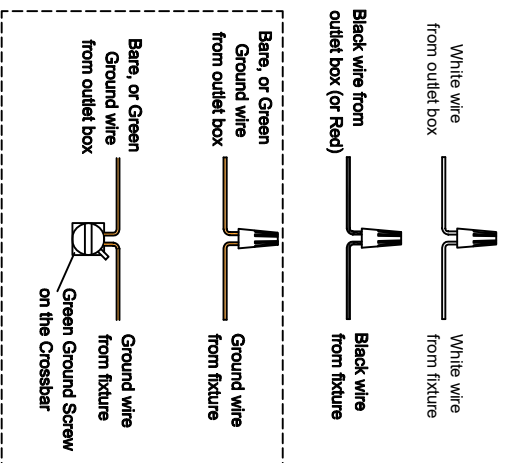 White wire
from outlet box
White wire
from fixture
Black wire from
outlet box (or Red)
Black wire
from fixture
Bare, or Green
Ground wire
from outlet box
Ground wire
from fixture
Bare, or Green
Ground wire
from outlet box
Ground wire
from fixture
Green Ground Screw
on the Crossbar